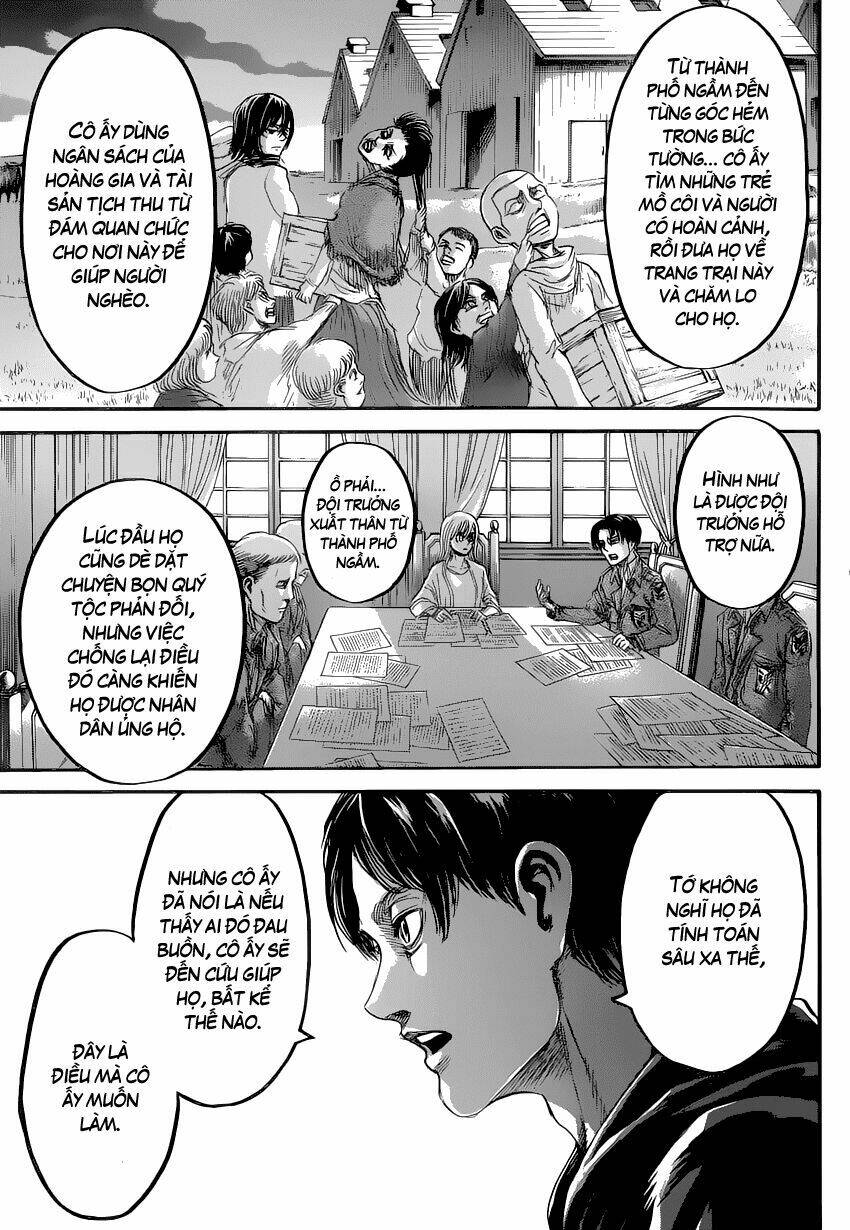 TỪ THÀNH
PHỐ NGẦM ĐẾN
TỪNG GÓC HẺM
TRONG BỨC
TƯỜNG... CÔ ẤY
TÌM NHỮNG TRẺ
MỒ CÔI VÀ NGƯỜI
CÓ HOÀN CẢNH,
RỒI ĐƯA HỌ VỀ
TRANG TRẠI NÀY
VÀ CHĂM LO
CHO HỌ.
CÔ ẤY DÙNG
NGÂN SÁCH CỦA
HOÀNG GIA VÀ TÀI
SẢN TỊCH THU TỪ
ĐÁM QUAN CHỨC
CHO NƠI NÀY ĐỂ
GIÚP NGƯỜI
NGHÈO.
HÌNH NHƯ
LÀ ĐƯỢC ĐỘI
TRƯỞNG HỖ
TRỢ NỮA.
Ồ PHẢI...
ĐỘI TRƯỞNG
XUẤT THÂN TỪ
THÀNH PHỐ
NGẦM.
LÚC ĐẦU HỌ
CŨNG DÈ DẶT
CHUYỆN BỌN QUÝ
TỘC PHẢN ĐỐI,
NHƯNG VIỆC
CHỐNG LẠI ĐIỀU
ĐÓ CÀNG KHIẾN
HỌ ĐƯỢC NHÂN
DÂN ỦNG HỘ.
TỚ KHÔNG
NGHĨ HỌ ĐÃ
TÍNH TOÁN
SÂU XA THẾ,
NHƯNG CÔ ẤY
ĐÃ NÓI LÀ NẾU
THẤY AI ĐÓ ĐAU
BUỒN, CÔ ẤY SẼ
ĐẾN CỨU GIÚP
HỌ, BẤT KỂ
THẾ NÀO.
ĐÂY LÀ
ĐIỀU MÀ CÔ
ẤY MUỐN
LÀM.